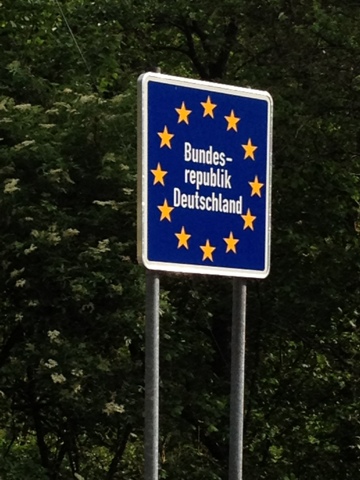 Bundes-
republik
Deutschland